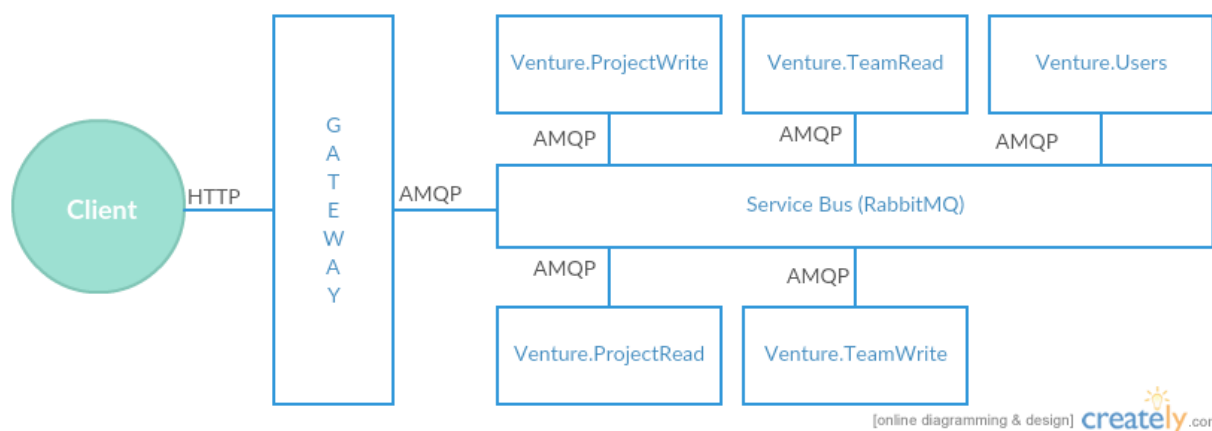 Venture.ProjectWrite
Venture.TeamRead
Venture.Users
AMQP
AMQP
AMQP
Client
HTTP
GATEWAY
AMQP
Service Bus (RabbitMQ)
AMQP
AMQP
Venture.ProjectRead
Venture.TeamWrite
[online diagramming & design] creately.com